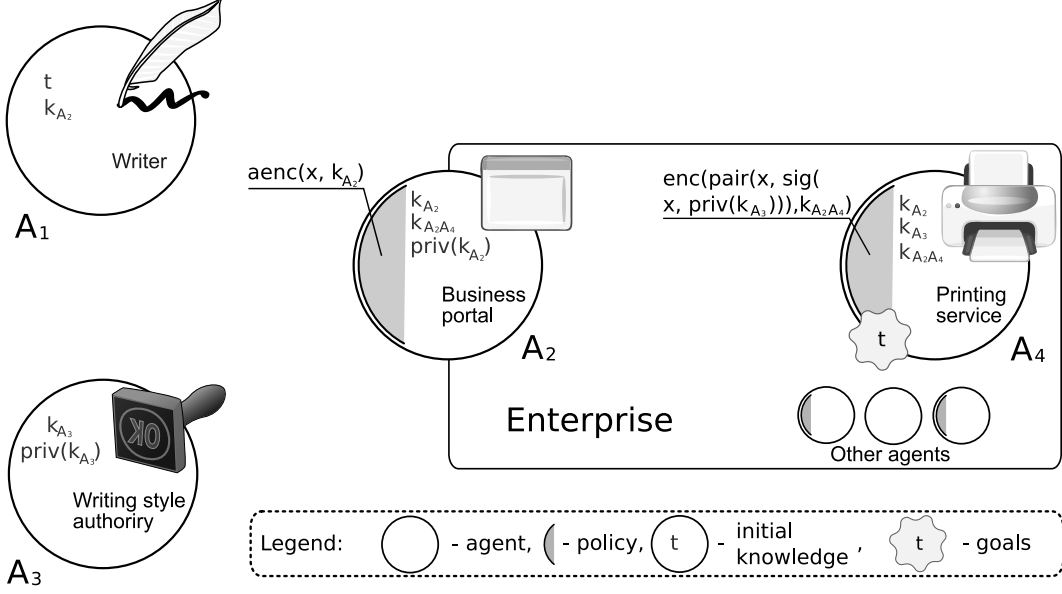 t
k_A₂
Writer
A₁
aenc(x, k_A₂)
k_A₂
k_A₂A₄
priv(k_A₂)
Business
portal
A₂
enc(pair(x, sig(
x, priv(k_A₃))),k_A₂A₄)
k_A₂
k_A₃
k_A₂A₄
Printing
service
t
A₄
OK
k_A₃
priv(k_A₃)
Writing style
authoriry
A₃
Enterprise
Other agents
Legend: - agent, - policy, t - initial knowledge , t - goals